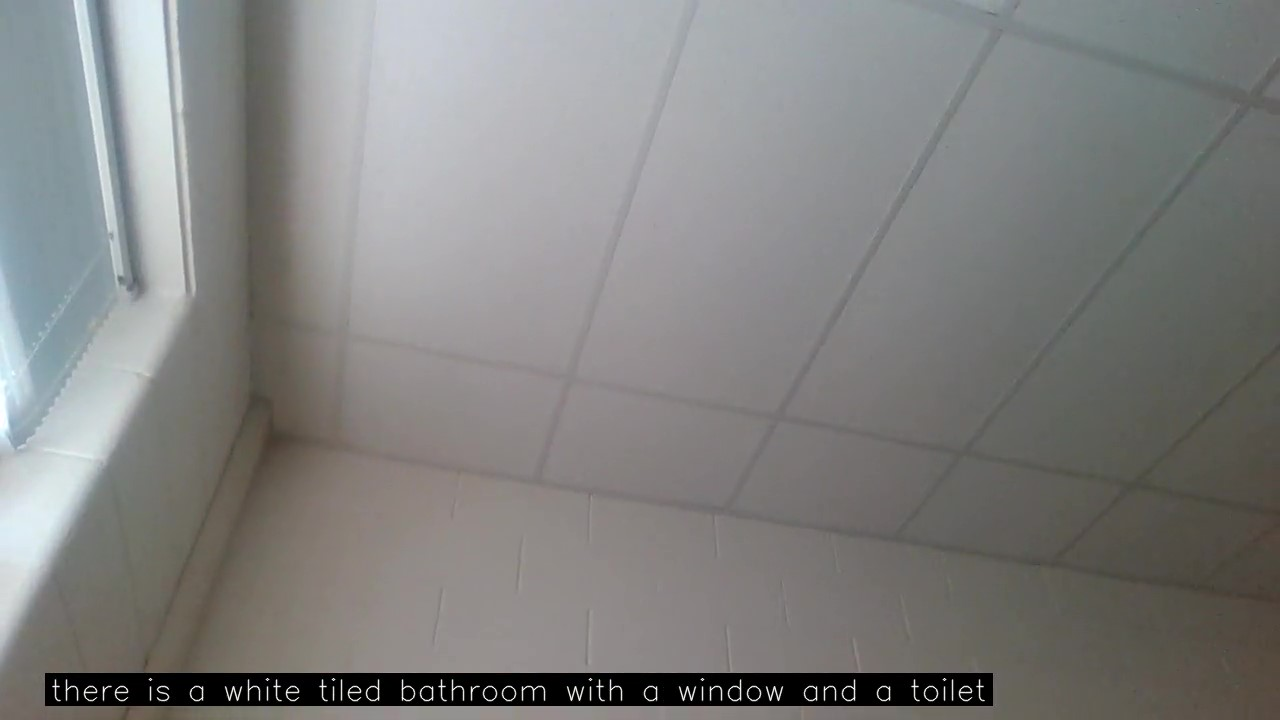 there is a white tiled bathroom with a window and a toilet